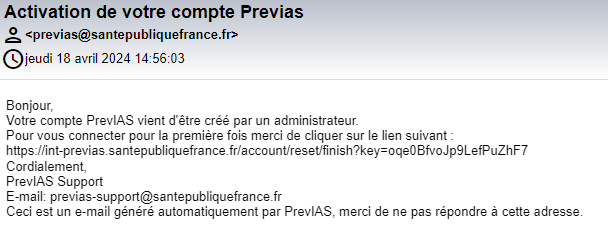 Activation de votre compte Previas
<previas@santepubliquefrance.fr>
jeudi 18 avril 2024 14:56:03
Bonjour,
Votre compte PrevIAS vient d'être créé par un administrateur.
Pour vous connecter pour la première fois merci de cliquer sur le lien suivant :
https://int-previas.santepubliquefrance.fr/account/reset/finish?key=oqe0BfvoJp9LefPuZhF7
Cordialement,
PrevIAS Support
E-mail: previas-support@santepubliquefrance.fr
Ceci est un e-mail généré automatiquement par PrevIAS, merci de ne pas répondre à cette adresse.